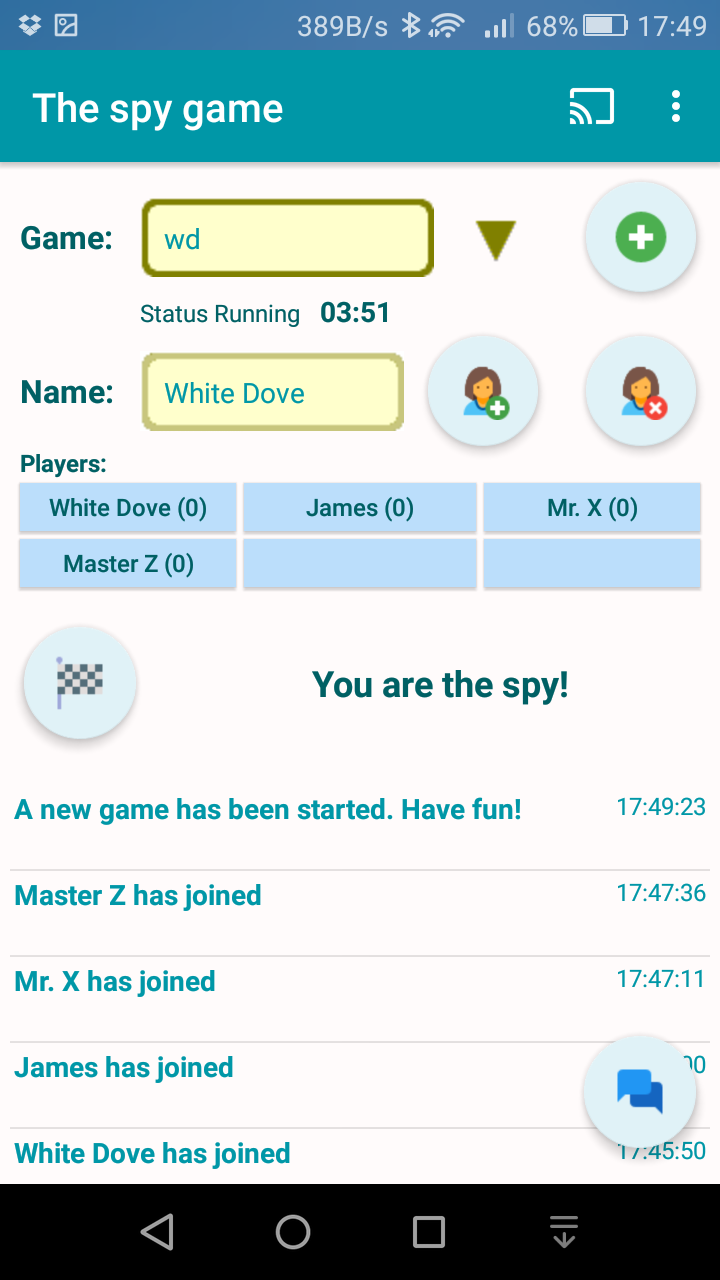 389B/s 68% 17:49
The spy game
Game: wd
Status Running 03:51
Name: White Dove
Players:
White Dove (0) James (0) Mr. X (0)
Master Z (0)
You are the spy!
A new game has been started. Have fun! 17:49:23
Master Z has joined 17:47:36
Mr. X has joined 17:47:11
James has joined
White Dove has joined 17:45:50